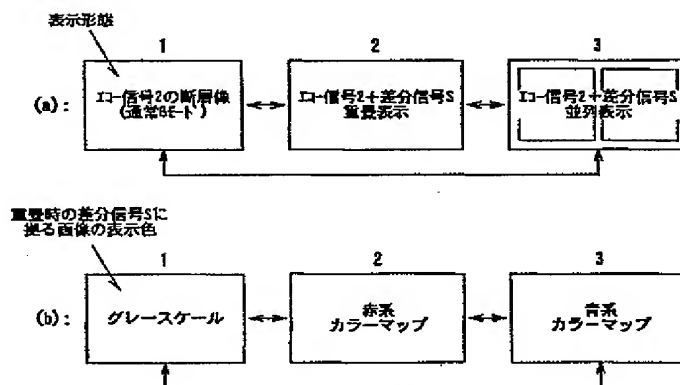 表示形態
1
2
3
(a):
エコー信号2の断層像
(通常Bモード)
エコー信号2+差分信号S
重畳表示
エコー信号2+差分信号S
並列表示
重畳時の差分信号Sに
拠る画像の表示色
1
2
3
(b):
グレースケール
赤系
カラーマップ
青系
カラーマップ